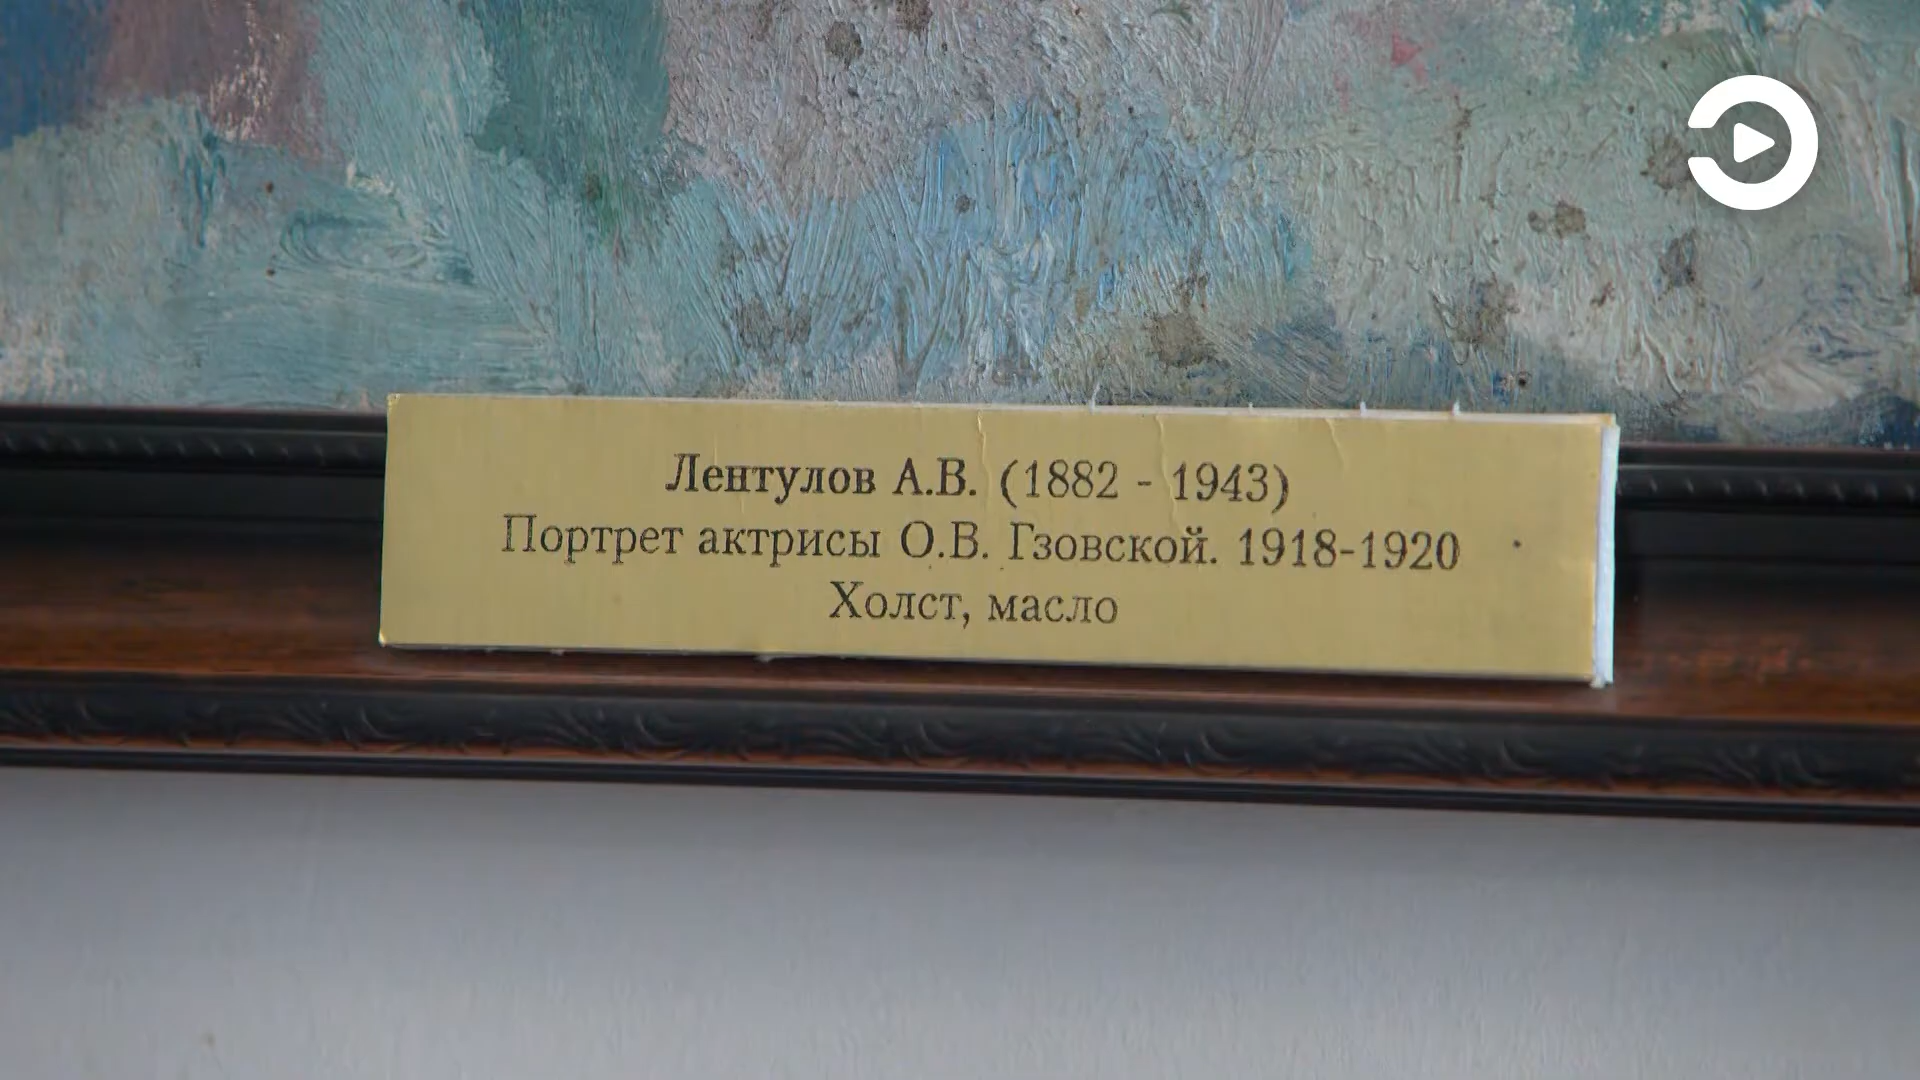 Лентулов А.В. (1882 - 1943)
Портрет актрисы О.В. Гзовской. 1918-1920
Холст, масло